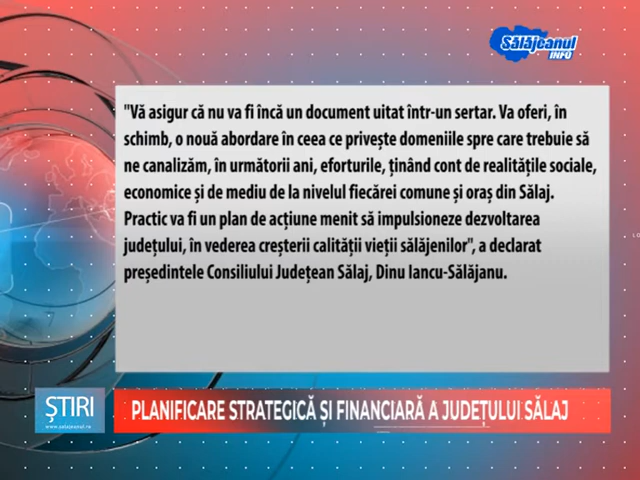 Sălăjeanul
INFO
"Vă asigur că nu va fi încă un document uitat într-un sertar. Va oferi, în
schimb, o nouă abordare în ceea ce privește domeniile spre care trebuie să
ne canalizăm, în următorii ani, eforturile, ținând cont de realitățile sociale,
economice și de mediu de la nivelul fiecărei comune și oraș din Sălaj.
Practic va fi un plan de acțiune menit să impulsioneze dezvoltarea
județului, în vederea creșterii calității vieții sălăjenilor", a declarat
președintele Consiliului Județean Sălaj, Dinu Iancu-Sălăjanu.
ȘTIRI
www.salajeanul.ro
PLANIFICARE STRATEGICĂ ȘI FINANCIARĂ A JUDEȚULUI SĂLAJ